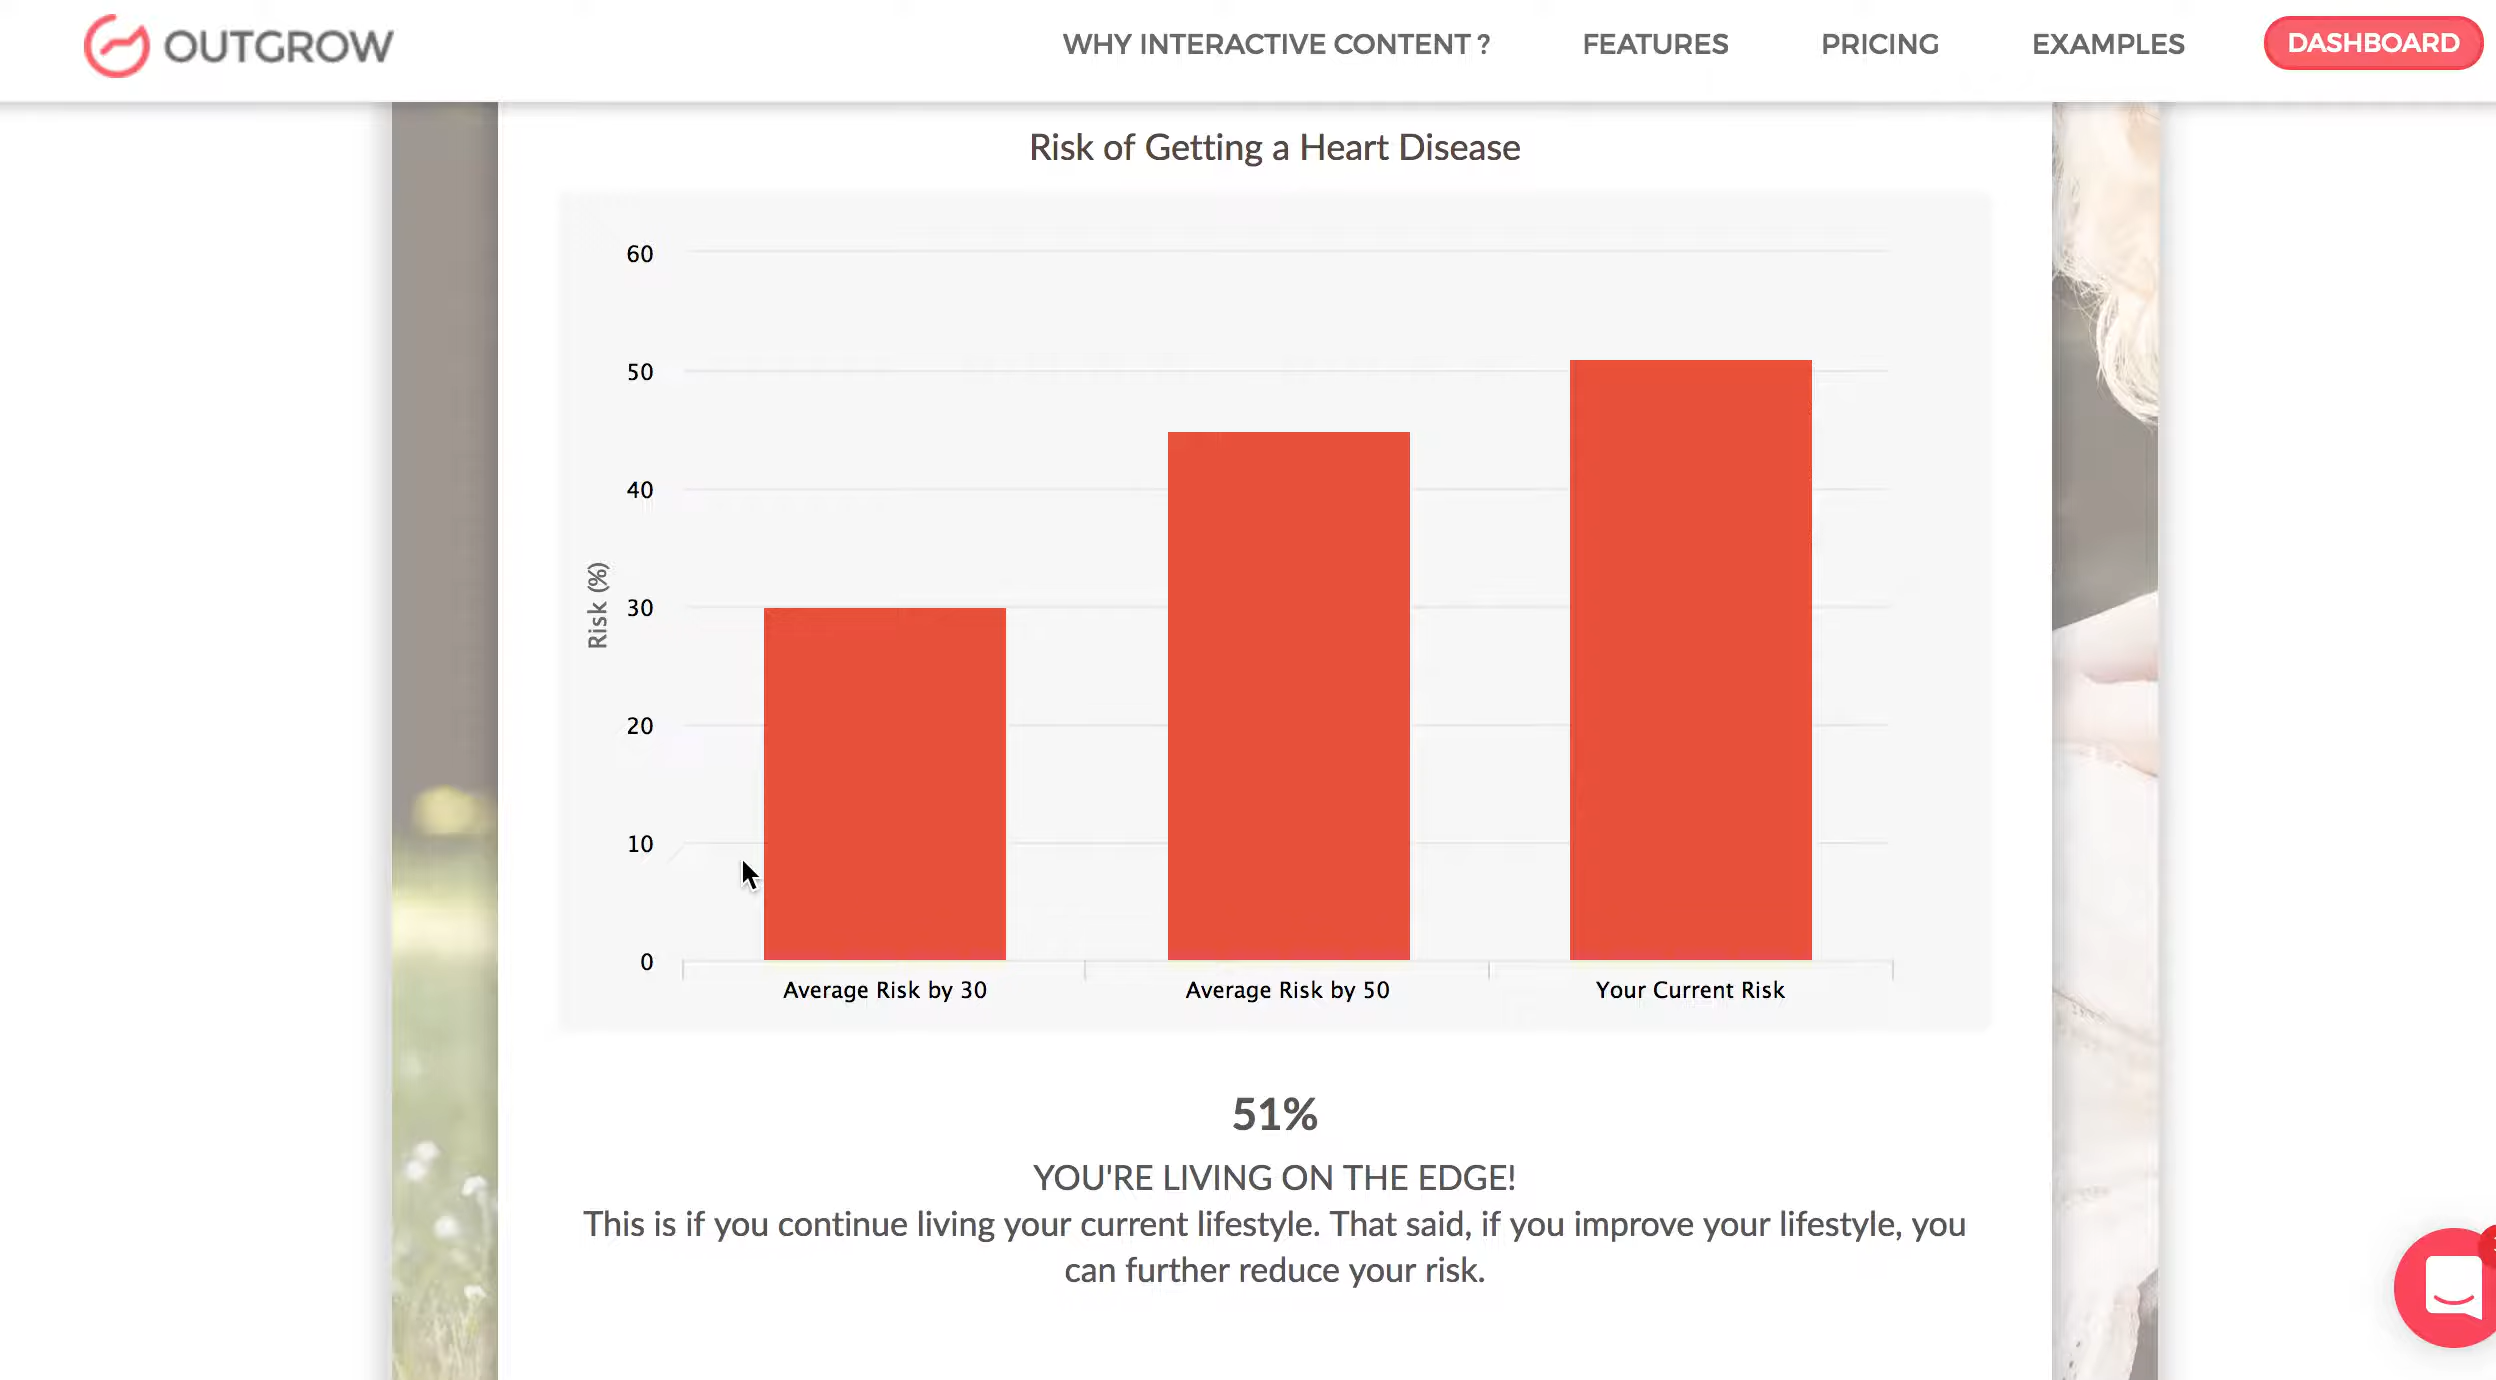 OUTGROW
WHY INTERACTIVE CONTENT ?
FEATURES
PRICING
EXAMPLES
DASHBOARD
Risk of Getting a Heart Disease
60
50
40
30
20
10
0
Risk (%)
Average Risk by 30
Average Risk by 50
Your Current Risk
51%
YOU'RE LIVING ON THE EDGE!
This is if you continue living your current lifestyle. That said, if you improve your lifestyle, you
can further reduce your risk.